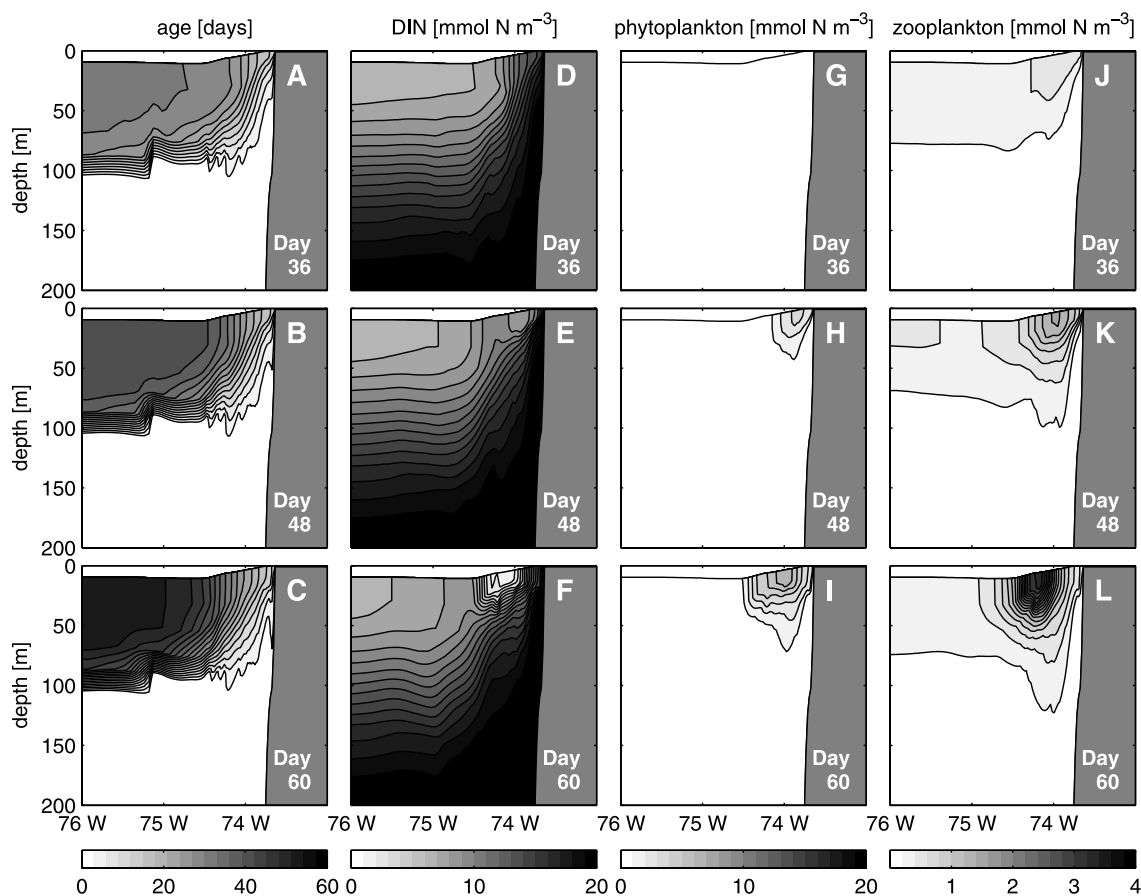 age [days]
DIN [mmol N m−3]
phytoplankton [mmol N m−3]
zooplankton [mmol N m−3]
0
50
100
150
200
depth [m]
A
Day
36
D
Day
36
G
Day
36
J
Day
36
0
50
100
150
200
depth [m]
B
Day
48
E
Day
48
H
Day
48
K
Day
48
0
50
100
150
200
depth [m]
C
Day
60
F
Day
60
I
Day
60
L
Day
60
76 W 75 W 74 W
76 W 75 W 74 W
76 W 75 W 74 W
76 W 75 W 74 W
0 20 40 60
0 10 20
0 10 20
1 2 3 4